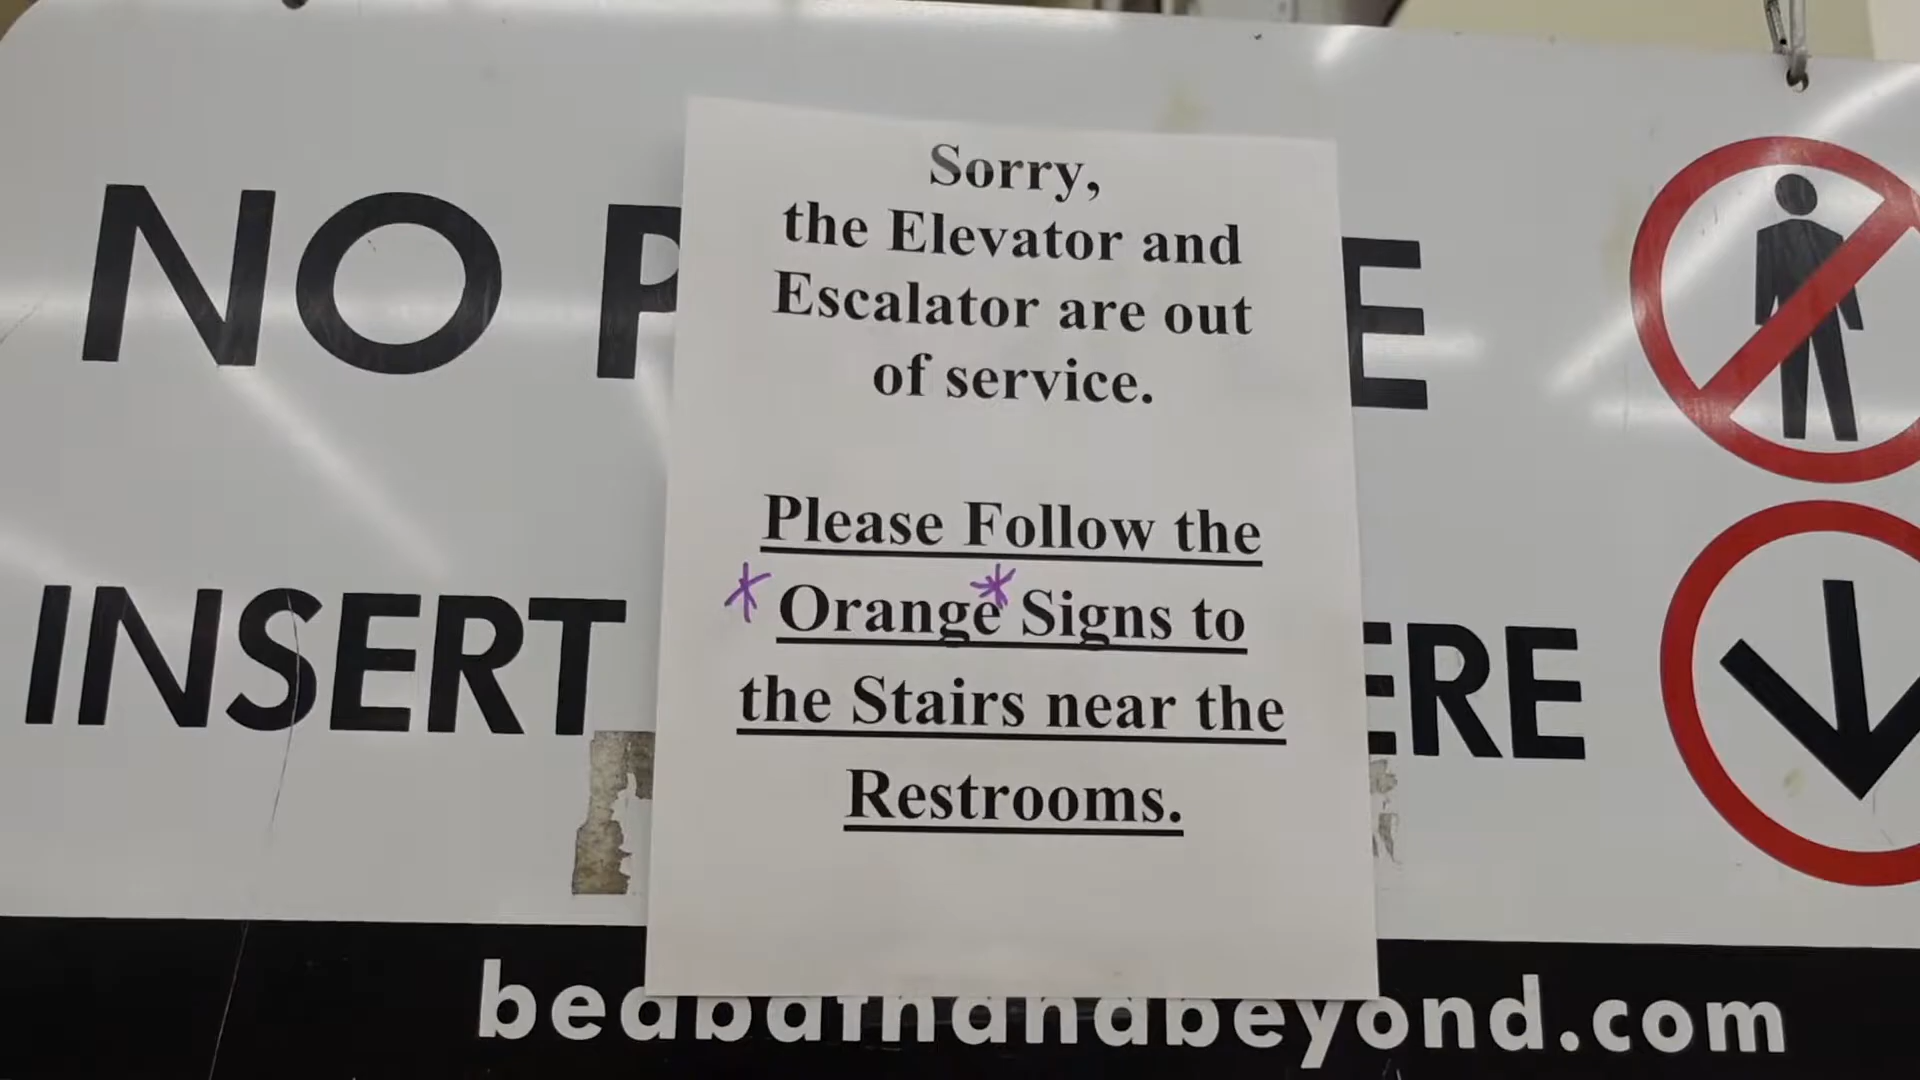 Sorry,
the Elevator and
Escalator are out
of service.
Please Follow the
*Orange* Signs to
the Stairs near the
Restrooms.
NO P E
INSERT ERE
bedbathandbeyond.com